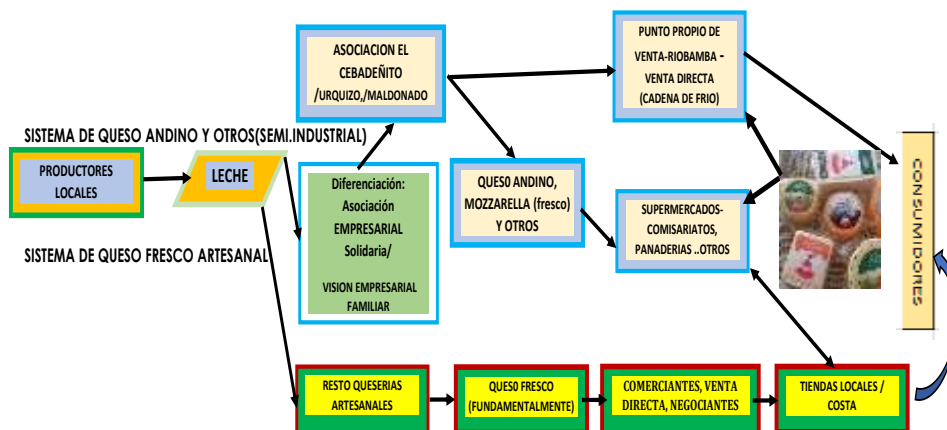 ASOCIACION EL
CEBADEÑITO
/URQUIZO,/MALDONADO
PUNTO PROPIO DE
VENTA-RIOBAMBA –
VENTA DIRECTA
(CADENA DE FRIO)
SISTEMA DE QUESO ANDINO Y OTROS(SEMI.INDUSTRIAL)
PRODUCTORES
LOCALES
LECHE
Diferenciación:
Asociación
EMPRESARIAL
Solidaria/
VISION EMPRESARIAL
FAMILIAR
QUESO ANDINO,
MOZZARELLA (fresco)
Y OTROS
SUPERMERCADOS-
COMISARIATOS,
PANADERIAS ..OTROS
CONSUMIDORES
SISTEMA DE QUESO FRESCO ARTESANAL
RESTO QUESERIAS
ARTESANALES
QUESO FRESCO
(FUNDAMENTALMENTE)
COMERCIANTES, VENTA
DIRECTA, NEGOCIANTES
TIENDAS LOCALES /
COSTA